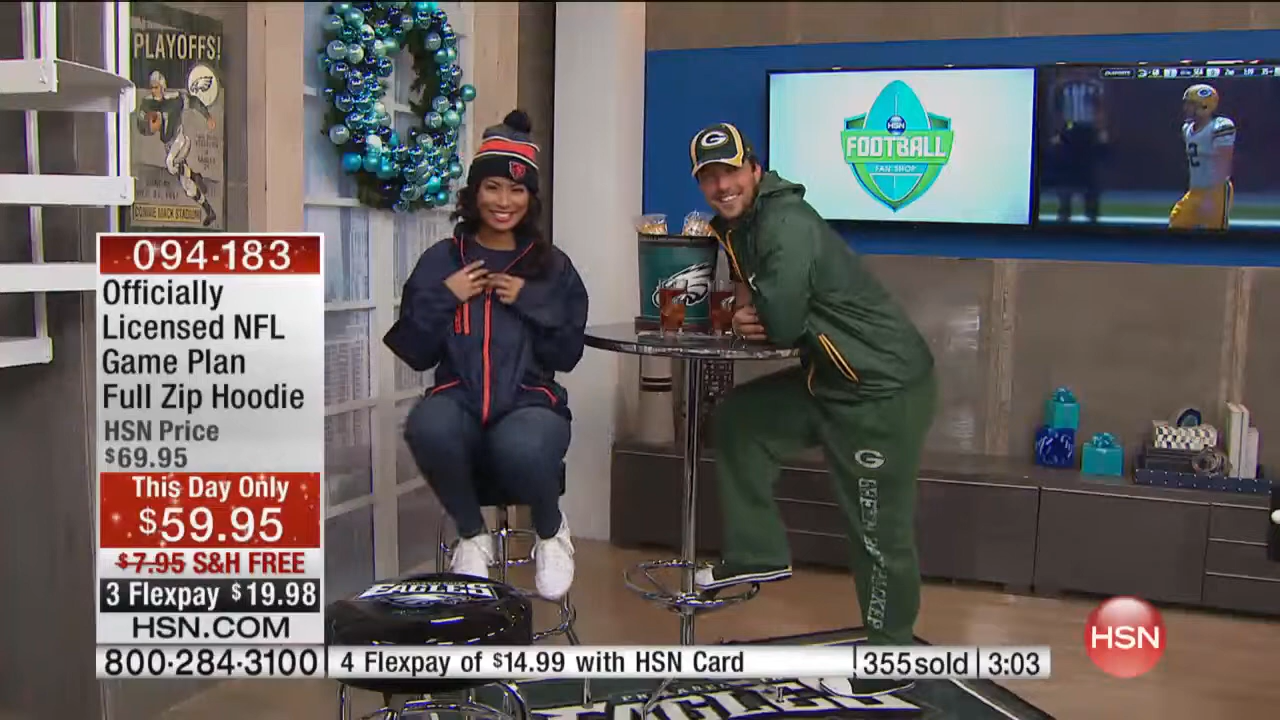 PLAYOFFS!
CONNIE MACK STADIUM
094-183
Officially
Licensed NFL
Game Plan
Full Zip Hoodie
HSN Price
$69.95
This Day Only
$59.95
$7.95 S&H FREE
3 Flexpay $19.98
HSN.COM
800·284·3100
4 Flexpay of $14.99 with HSN Card
355sold
3:03
HSN
HSN
FOOTBALL
FAN SHOP
G
G
EAGLES
EAGLES